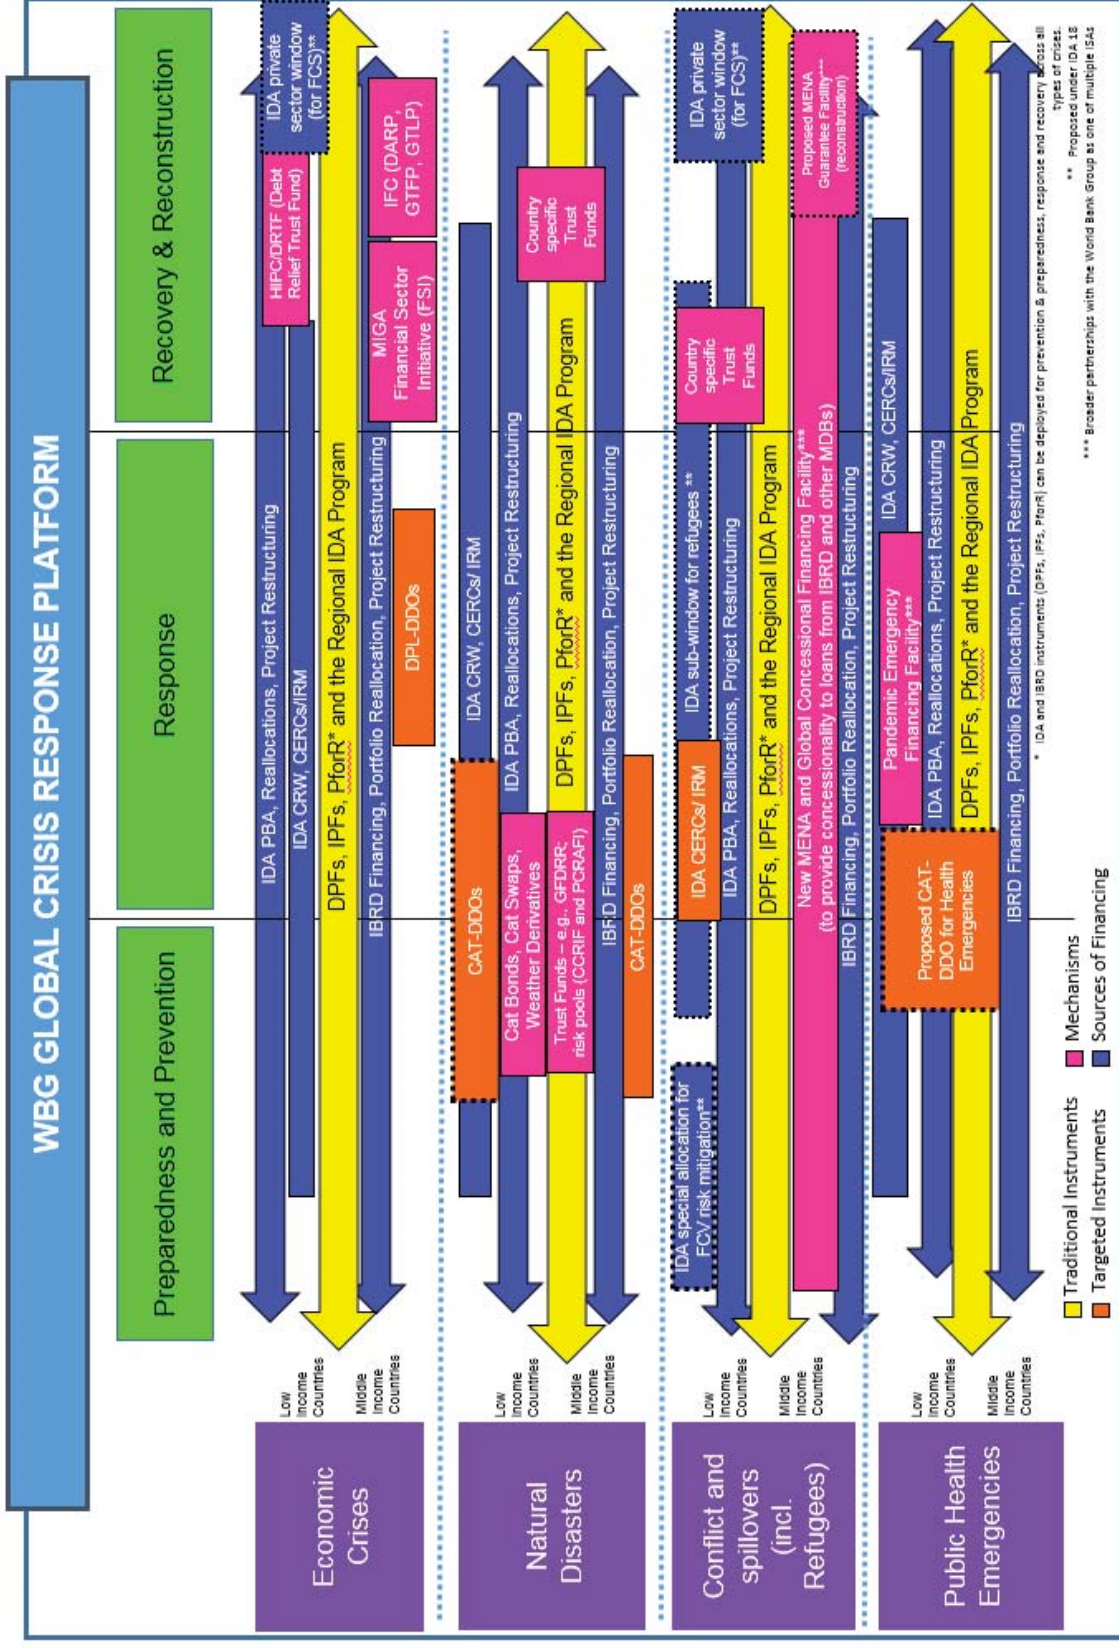 WBG GLOBAL CRISIS RESPONSE PLATFORM
Preparedness and Prevention
Response
Recovery & Reconstruction
Economic
Crises
Low
Income
Countries
Middle
Income
Countries
IDA PBA, Reallocations, Project Restructuring
IDA private
sector window
(for FCS)**
IDA CRW, CERCs/IRM
HIPC/DRTF (Debt
Relief Trust Fund)
DPFs, IPFs, PforR* and the Regional IDA Program
IBRD Financing, Portfolio Reallocation, Project Restructuring
MIGA
Financial Sector
Initiative (FSI)
IFC (DARP,
GTFP, GTLP)
DPL-DDOs
Natural
Disasters
Low
Income
Countries
Middle
Income
Countries
CAT-DDOs
IDA CRW, CERCs/ IRM
Cat Bonds, Cat Swaps,
Weather Derivatives
IDA PBA, Reallocations, Project Restructuring
Country
specific
Trust
Funds
Trust Funds – e.g., GFDRR;
risk pools (CCRIF and PCRAFI)
DPFs, IPFs, PforR* and the Regional IDA Program
IBRD Financing, Portfolio Reallocation, Project Restructuring
CAT-DDOs
Conflict and
spillovers
(incl.
Refugees)
Low
Income
Countries
Middle
Income
Countries
IDA special allocation for
FCV risk mitigation**
IDA CERCs/ IRM
IDA sub-window for refugees **
Country
specific
Trust
Funds
IDA private
sector window
(for FCS)**
IDA PBA, Reallocations, Project Restructuring
DPFs, IPFs, PforR* and the Regional IDA Program
New MENA and Global Concessional Financing Facility***
(to provide concessionality to loans from IBRD and other MDBs)
Proposed MENA
Guarantee Facility***
(reconstruction)
IBRD Financing, Portfolio Reallocation, Project Restructuring
Public Health
Emergencies
Low
Income
Countries
Middle
Income
Countries
Proposed CAT-
DDO for Health
Emergencies
Pandemic Emergency
Financing Facility***
IDA CRW, CERCs/IRM
IDA PBA, Reallocations, Project Restructuring
DPFs, IPFs, PforR* and the Regional IDA Program
IBRD Financing, Portfolio Reallocation, Project Restructuring
Traditional Instruments
Mechanisms
Targeted Instruments
Sources of Financing
* IDA and IBRD instruments (DPFs, IPFs, PforR) can be deployed for prevention & preparedness, response and recovery across all
types of crises.
** Proposed under IDA 18
*** Broader partnerships with the World Bank Group as one of multiple ISAs